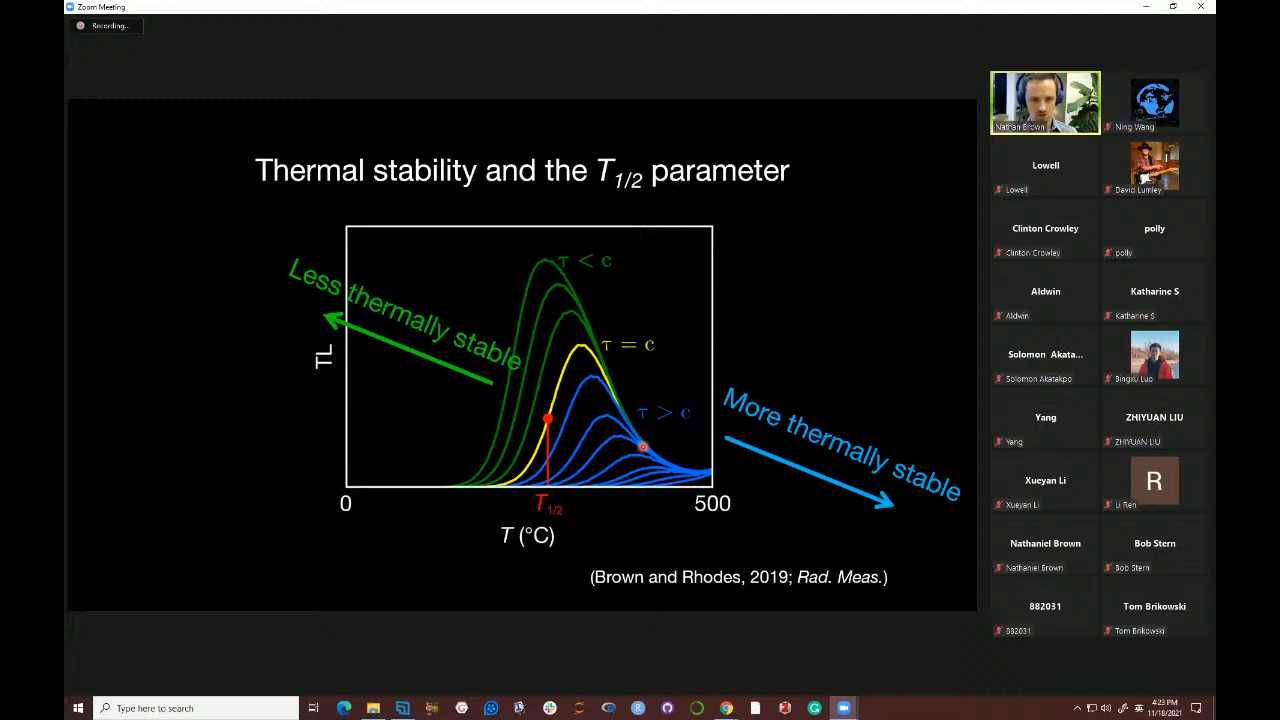 Zoom Meeting
Recording...
Thermal stability and the T1/2 parameter
Less thermally stable
τ < c
τ = c
τ > c
More thermally stable
TL
0
T1/2
500
T (°C)
(Brown and Rhodes, 2019; Rad. Meas.)
Nathan Brown
Ning Wang
Lowell
Lowell
David Lumley
Clinton Crowley
Clinton Crowley
polly
polly
Aldwin
Aldwin
Katharine S
Katharine S
Solomon Akata...
Solomon Akatakpo
Bingxu Luo
Yang
Yang
ZHIYUAN LIU
ZHIYUAN LIU
Xueyan Li
Xueyan Li
R
Li Ren
Nathaniel Brown
Nathaniel Brown
Bob Stern
Bob Stern
882031
882031
Tom Brikowski
Tom Brikowski
Type here to search
4:23 PM
11/18/2021